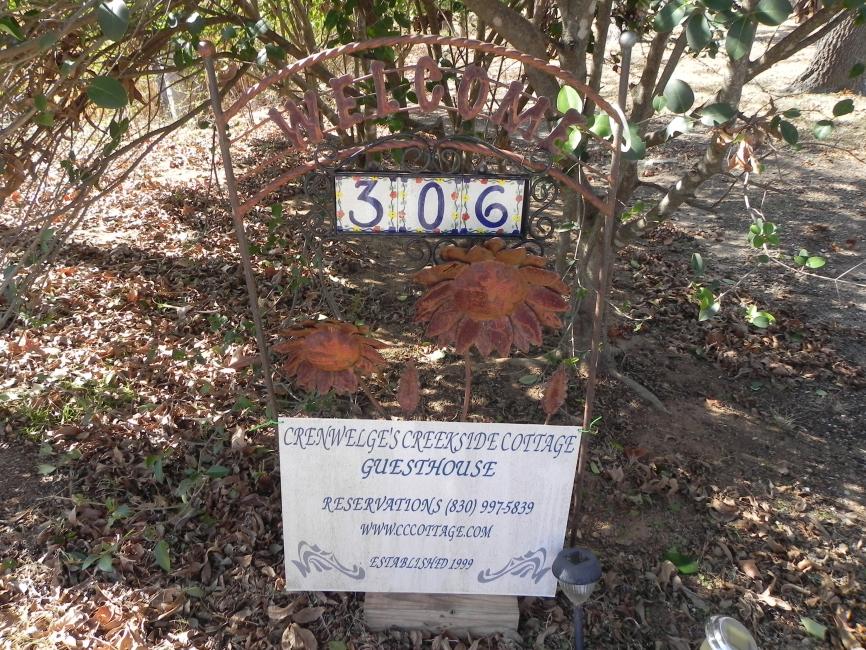 WELCOME
306
CRENWELGE'S CREEKSIDE COTTAGE
GUESTHOUSE
RESERVATIONS (830) 997-5839
WWW.CCCOTTAGE.COM
ESTABLISHED 1999